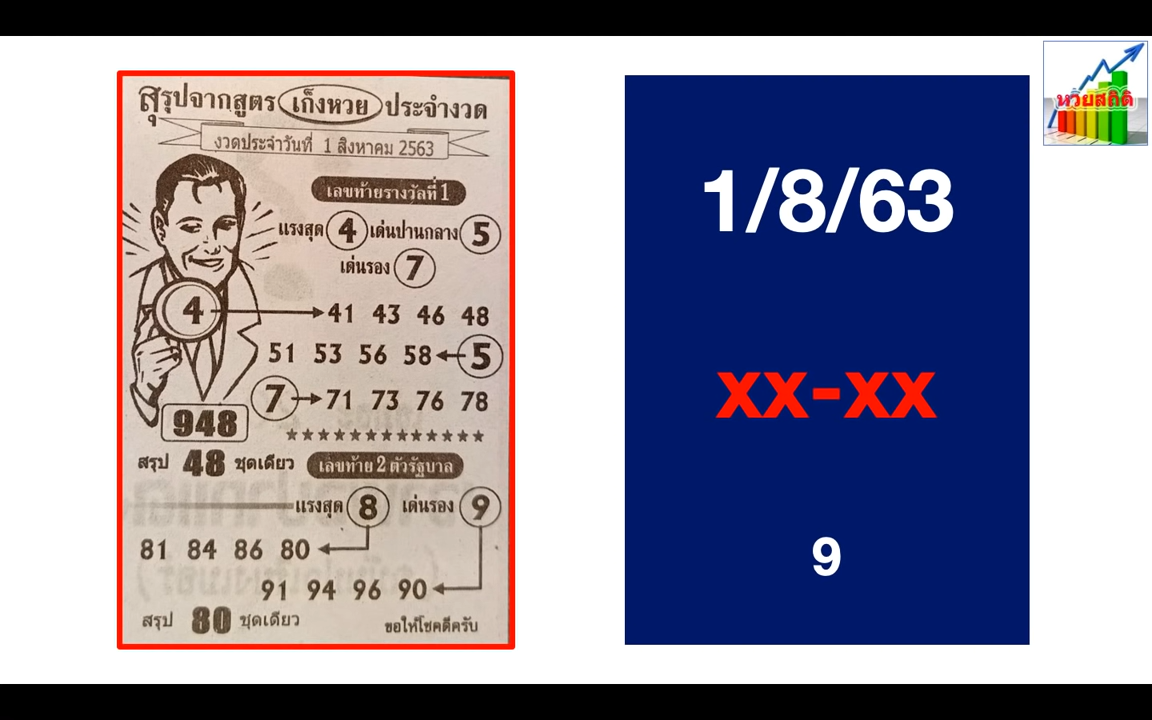 สรุปจากสูตร เก็งหวย ประจำงวด
งวดประจำวันที่ 1 สิงหาคม 2563
เลขท้ายรางวัลที่ 1
แรงสุด 4 เด่นปานกลาง 5
เด่นรอง 7
4 41 43 46 48
51 53 56 58 5
7 71 73 76 78
948
★★★★★★★★★★★★★
สรุป 48 ชุดเดียว เลขท้าย 2 ตัวรัฐบาล
แรงสุด 8 เด่นรอง 9
81 84 86 80
91 94 96 90
สรุป 80 ชุดเดียว ขอให้โชคดีครับ
1/8/63
xx-xx
9
หวยสถิติ